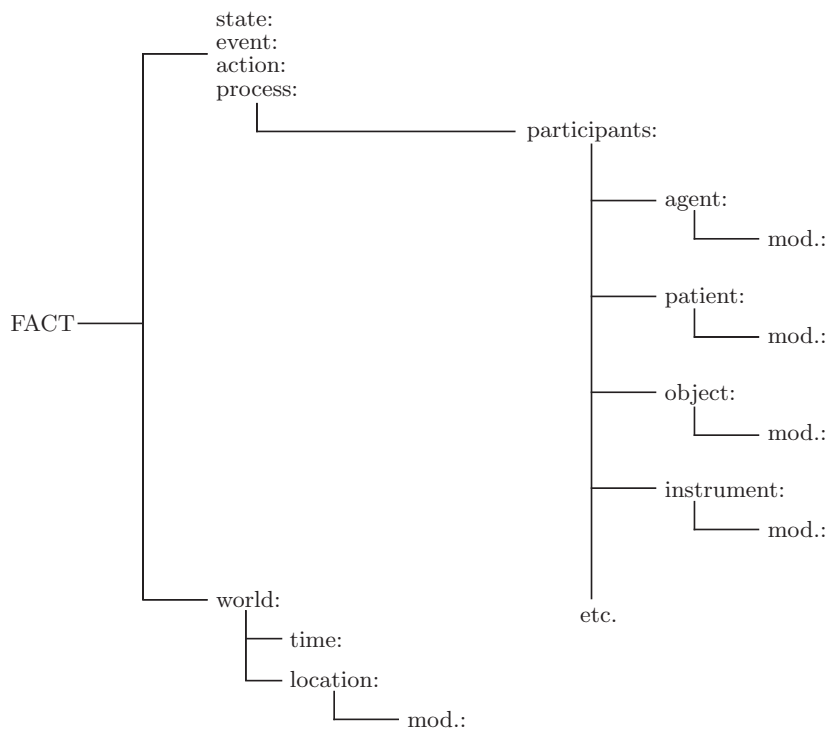 state:
event:
action:
process:
participants:
agent:
mod.:
patient:
mod.:
FACT
object:
mod.:
instrument:
mod.:
world:
etc.
time:
location:
mod.: